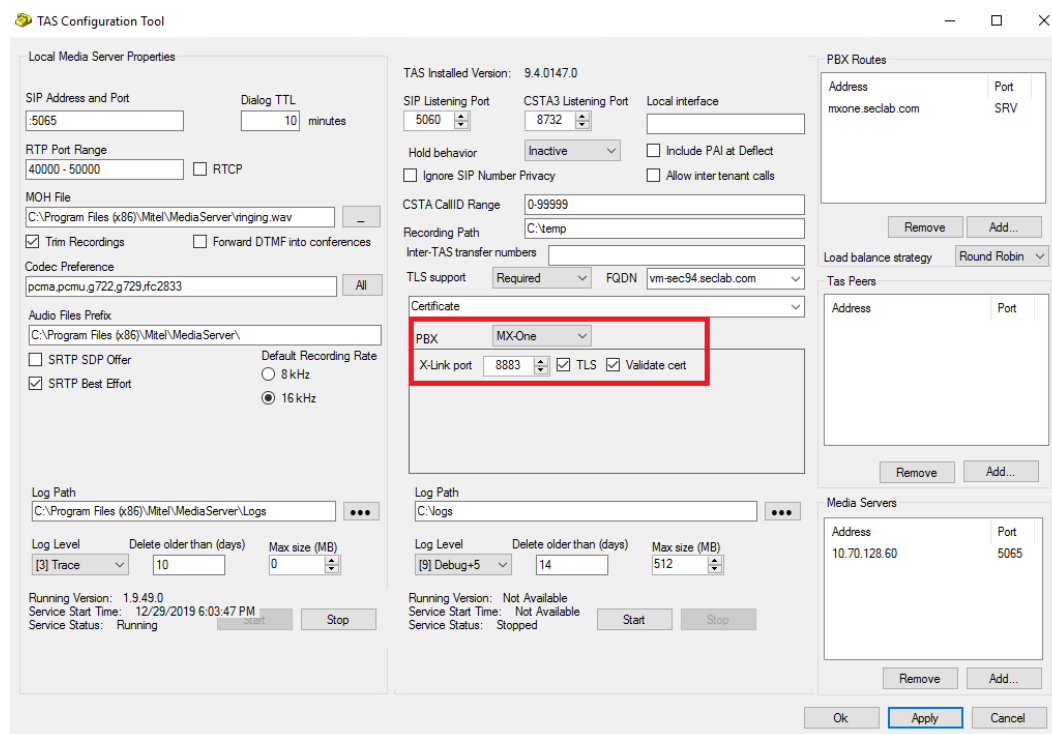 TAS Configuration Tool
Local Media Server Properties
SIP Address and Port
Dialog TTL
:5065
10 minutes
RTP Port Range
40000 - 50000
RTCP
MOH File
C:\Program Files (x86)\Mitel\MediaServer\ringing.wav
_
Trim Recordings
Forward DTMF into conferences
Codec Preference
pcma,pcmu,g722,g729,rfc2833
All
Audio Files Prefix
C:\Program Files (x86)\Mitel\MediaServer\
SRTP SDP Offer
Default Recording Rate
SRTP Best Effort
8 kHz
16 kHz
Log Path
C:\Program Files (x86)\Mitel\MediaServer\Logs
•••
Log Level
Delete older than (days)
Max size (MB)
[3] Trace
10
0
Running Version: 1.9.49.0
Service Start Time: 12/29/2019 6:03:47 PM
Service Status: Running
Start
Stop
TAS Installed Version: 9.4.0147.0
SIP Listening Port
CSTA3 Listening Port
Local interface
5060
8732
Hold behavior
Inactive
Include PAI at Deflect
Ignore SIP Number Privacy
Allow inter tenant calls
CSTA CallID Range
0-99999
Recording Path
C:\temp
Inter-TAS transfer numbers
TLS support
Required
FQDN
vm-sec94.seclab.com
Certificate
PBX
MX-One
X-Link port
8883
TLS
Validate cert
Log Path
C:\logs
•••
Log Level
Delete older than (days)
Max size (MB)
[9] Debug+5
14
512
Running Version: Not Available
Service Start Time: Not Available
Service Status: Stopped
Start
Stop
PBX Routes
Address
Port
mxone.seclab.com
SRV
Remove
Add...
Load balance strategy
Round Robin
Tas Peers
Address
Port
Remove
Add...
Media Servers
Address
Port
10.70.128.60
5065
Remove
Add...
Ok
Apply
Cancel